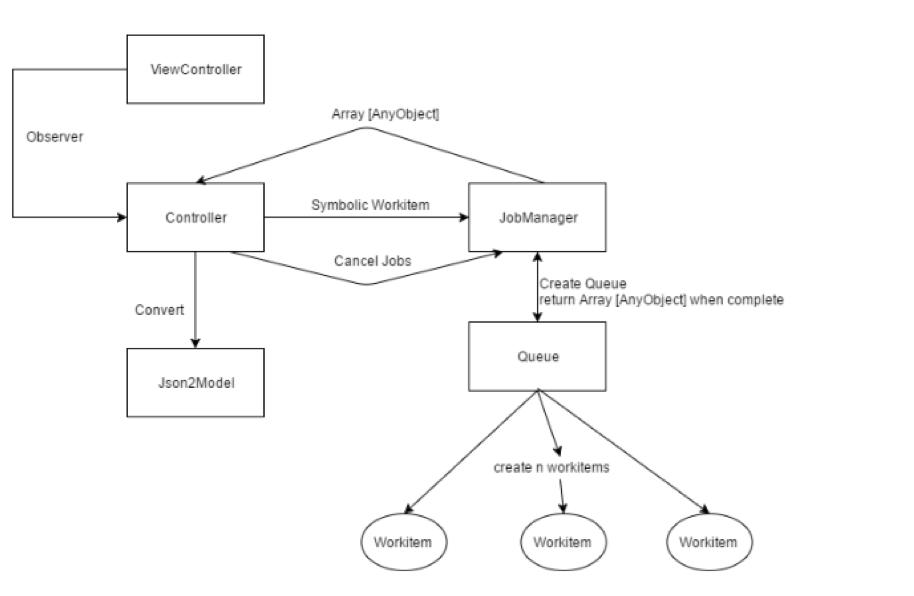 ViewController
Array [AnyObject]
Observer
Controller
Symbolic Workitem
JobManager
Cancel Jobs
Create Queue
return Array [AnyObject] when complete
Convert
Queue
Json2Model
create n workitems
Workitem
Workitem
Workitem